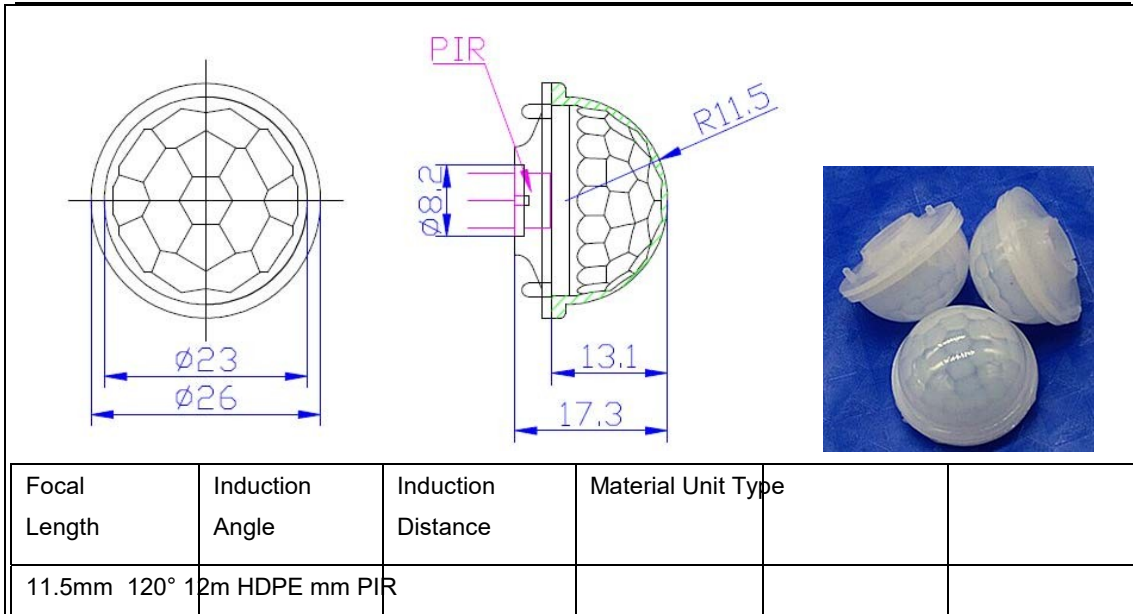 PIR
R11.5
ø8.2
ø23
ø26
13.1
17.3
Focal
Length
Induction
Angle
Induction
Distance
Material Unit Type
11.5mm 120° 12m HDPE mm PIR